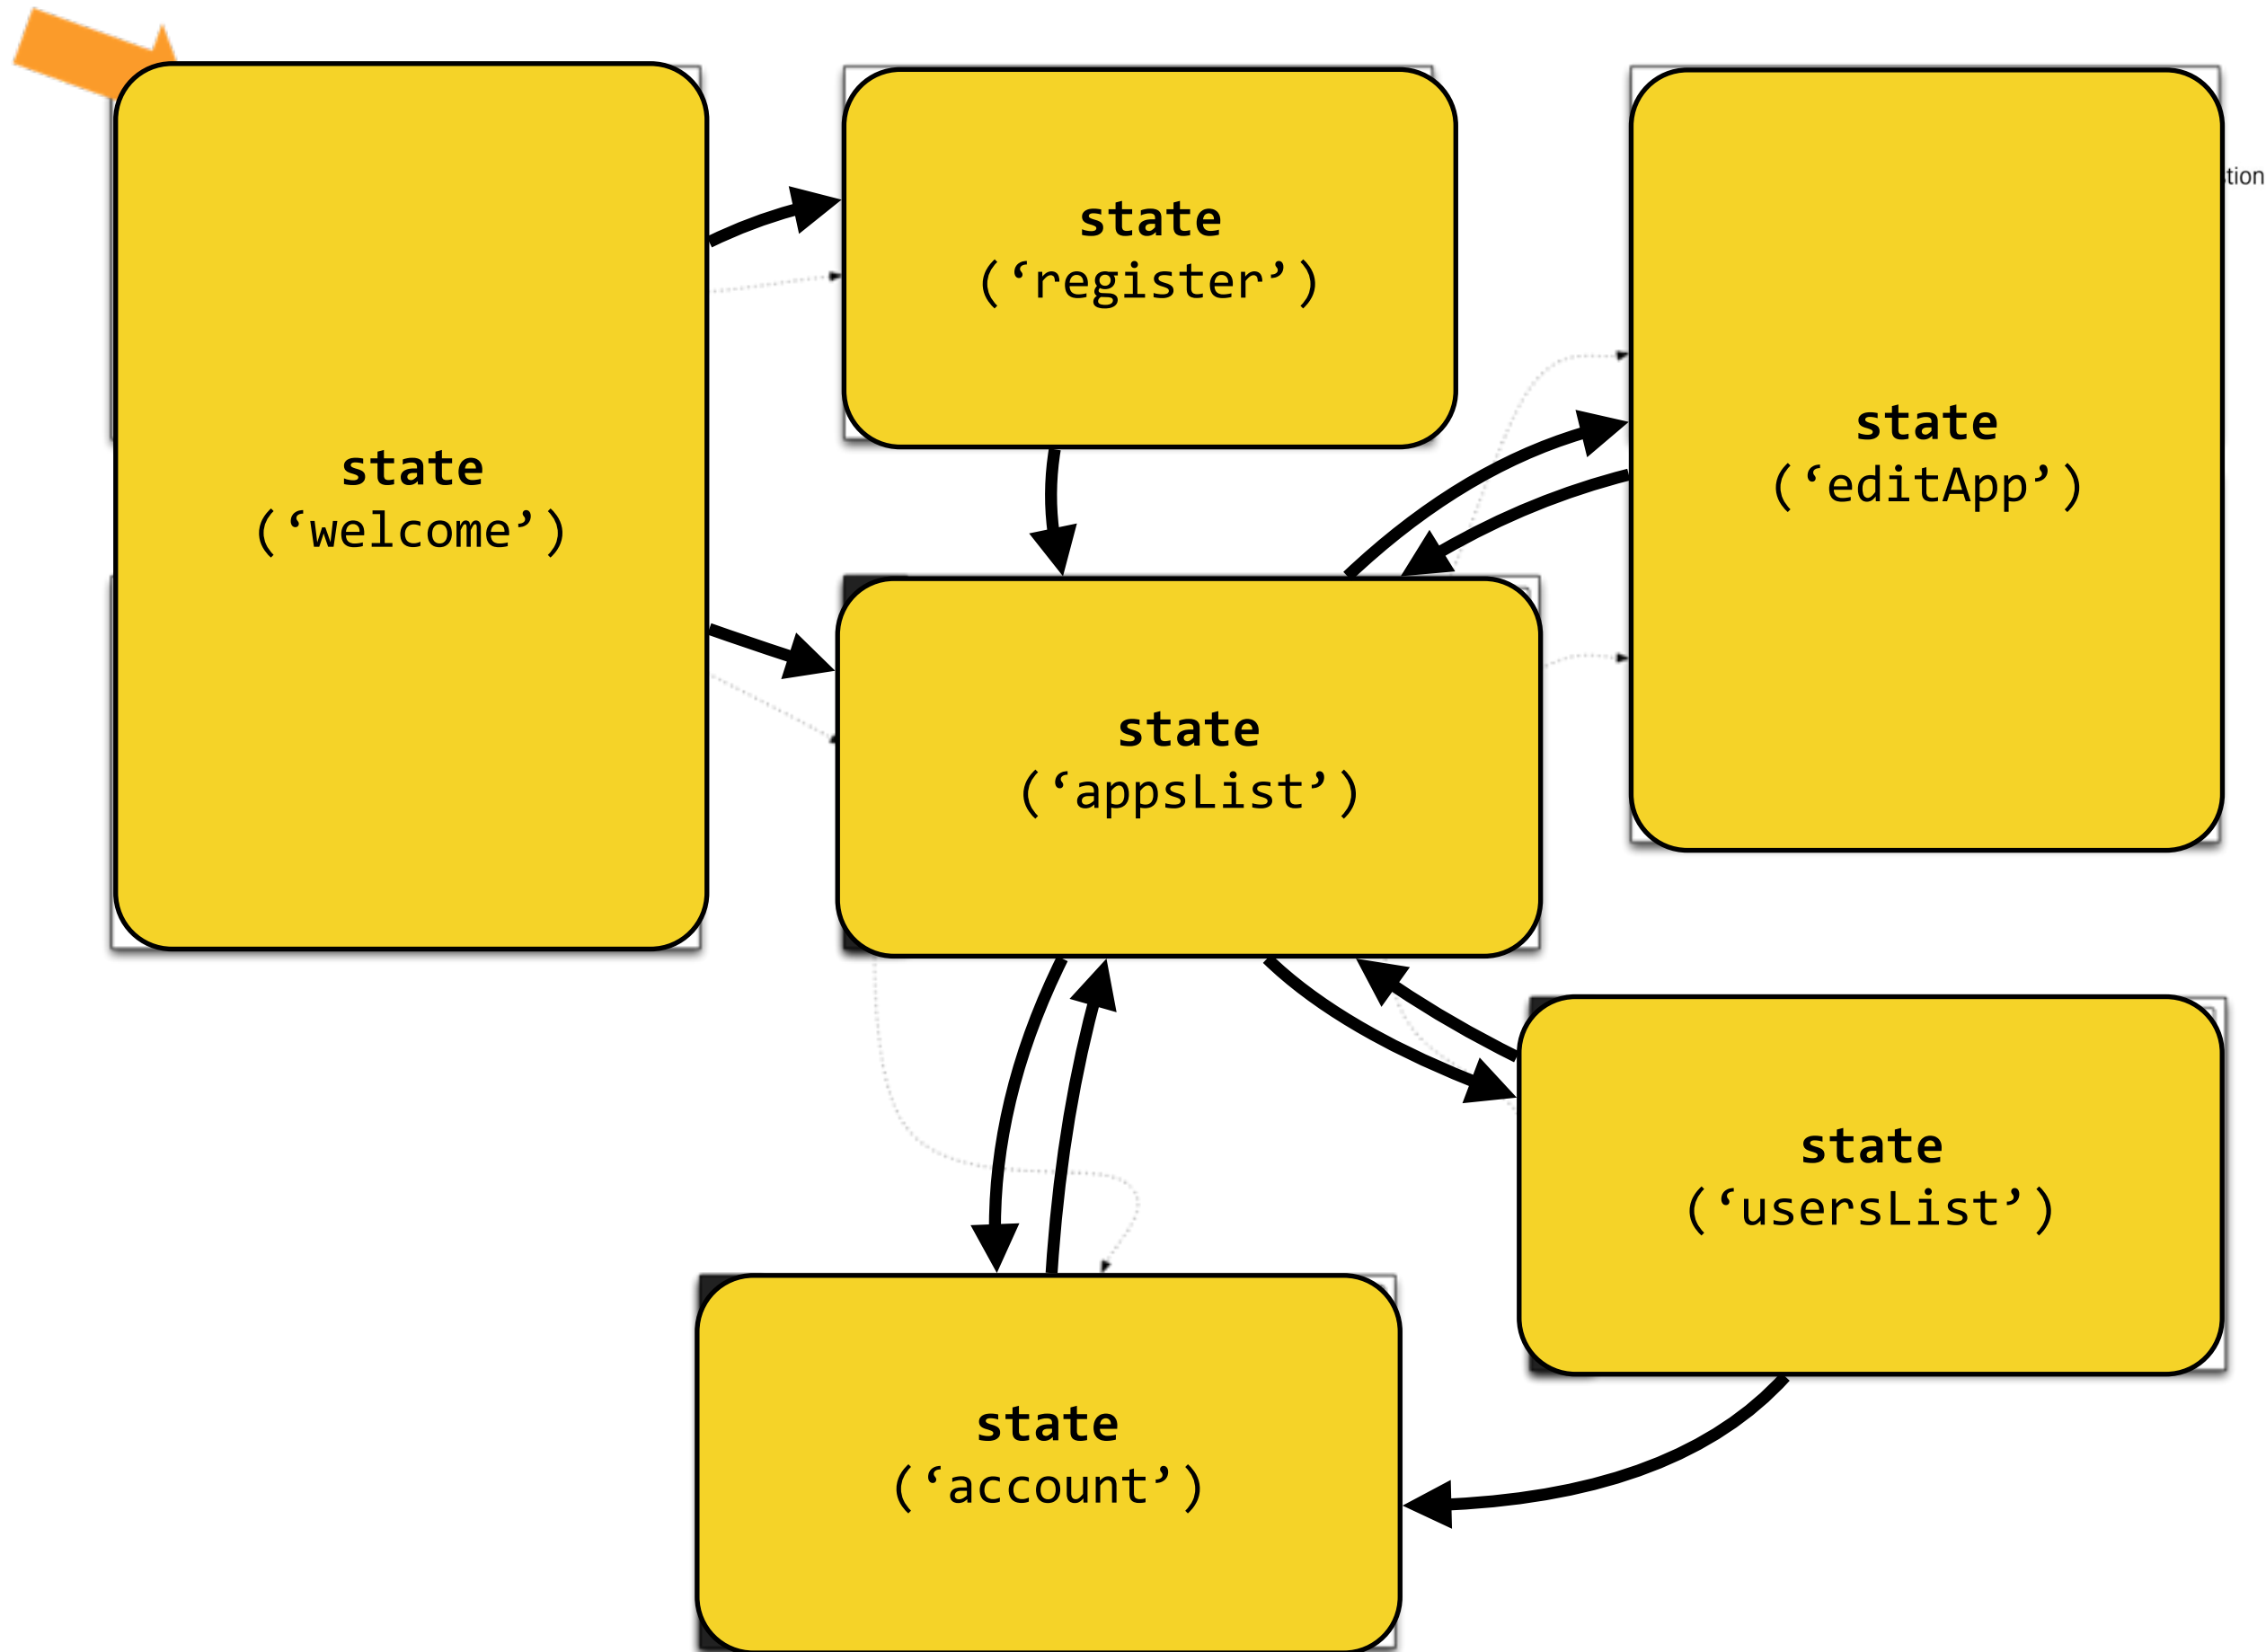 state
(‘register’)
state
(‘editApp’)
state
(‘welcome’)
state
(‘appsList’)
state
(‘usersList’)
state
(‘account’)